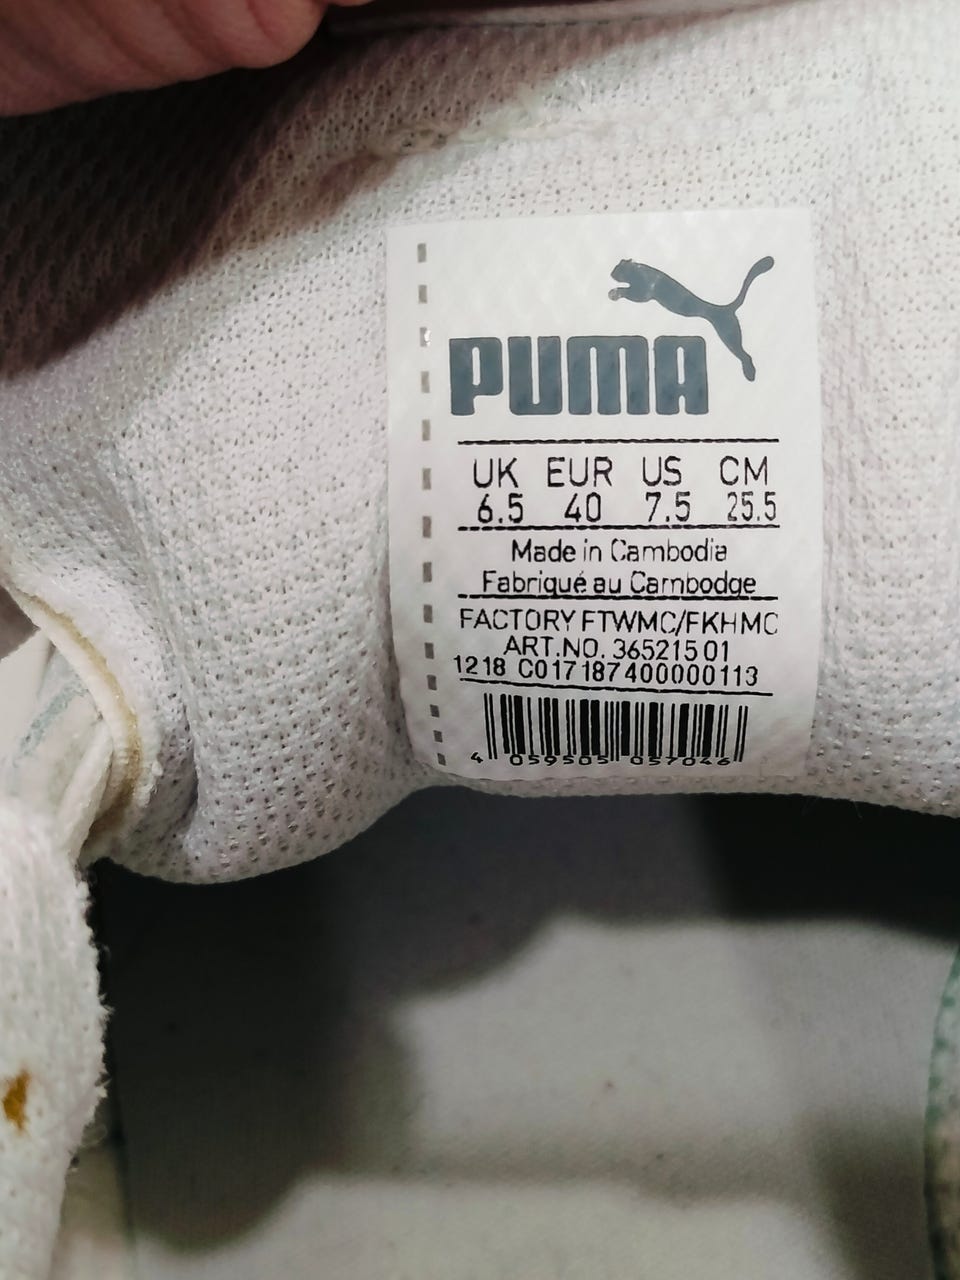 PUMA
UK EUR US CM
6.5 40 7.5 25.5
Made in Cambodia
Fabriqué au Cambodge
FACTORY FTWMC/FKHMC
ART.NO. 365215 01
1218 C017187400000113
4 059505 057046